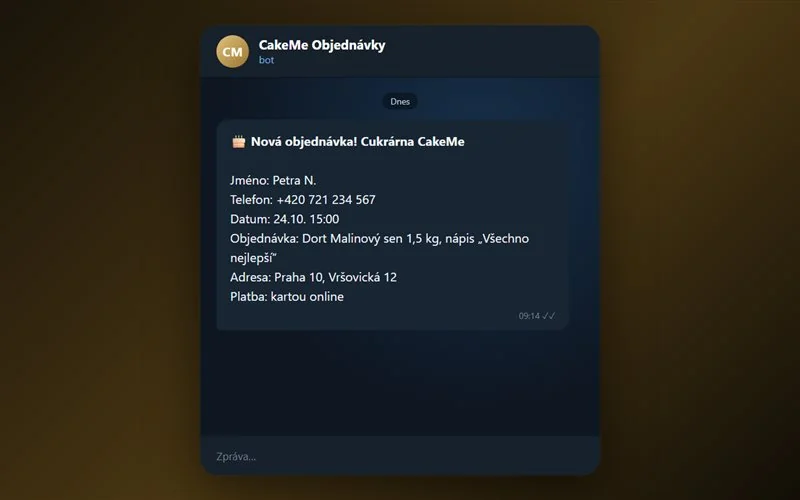 CM
CakeMe Objednávky
bot
Dnes
🎂 Nová objednávka! Cukrárna CakeMe
Jméno: Petra N.
Telefon: +420 721 234 567
Datum: 24.10. 15:00
Objednávka: Dort Malinový sen 1,5 kg, nápis „Všechno
nejlepší“
Adresa: Praha 10, Vršovická 12
Platba: kartou online
09:14 ✓✓
Zpráva...